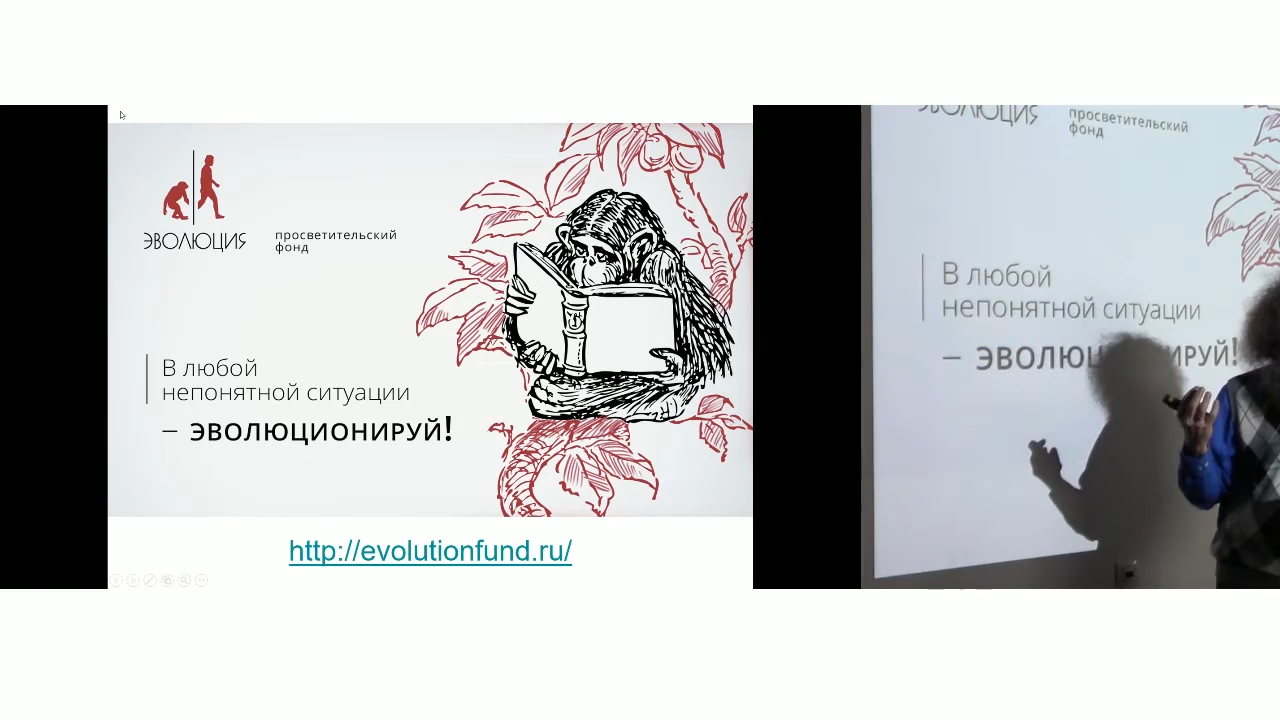 ЭВОЛЮЦИЯ
просветительский
фонд
В любой
непонятной ситуации
– ЭВОЛЮЦИОНИРУЙ!
http://evolutionfund.ru/
ЭВОЛЮЦИЯ
просветительский
фонд
В любой
непонятной ситуации
– ЭВОЛЮЦ ИРУЙ!